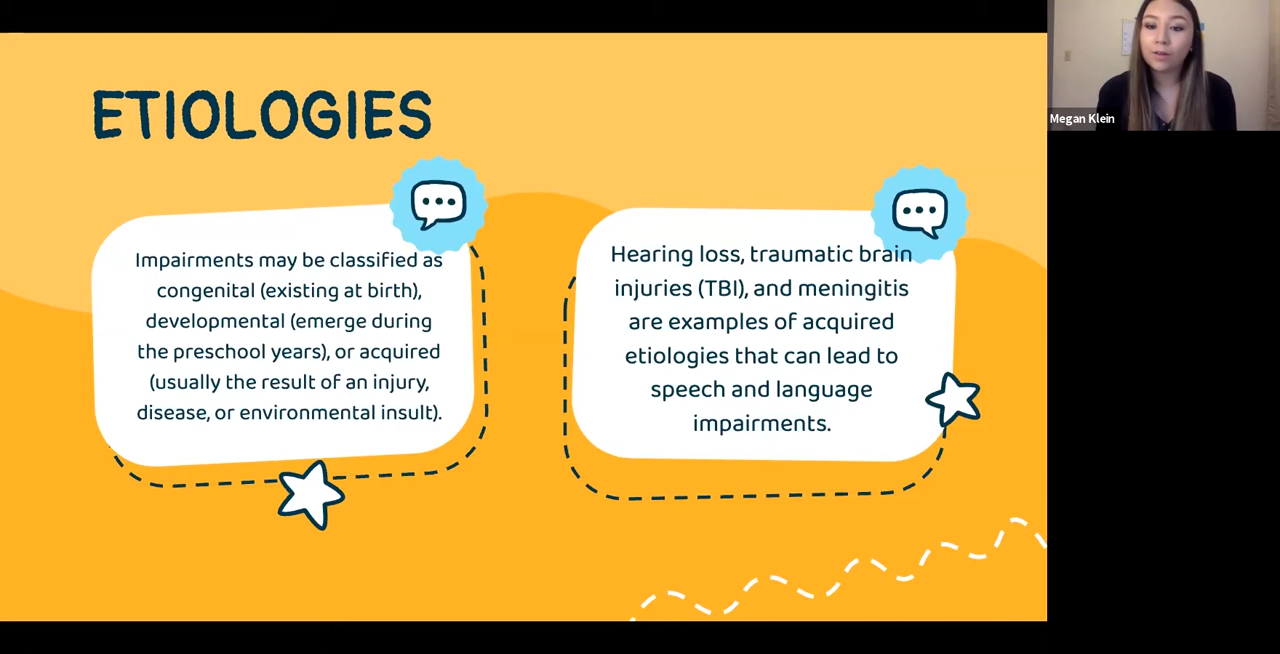 ETIOLOGIES
Impairments may be classified as
congenital (existing at birth),
developmental (emerge during
the preschool years), or acquired
(usually the result of an injury,
disease, or environmental insult).
Hearing loss, traumatic brain
injuries (TBI), and meningitis
are examples of acquired
etiologies that can lead to
speech and language
impairments.
Megan Klein